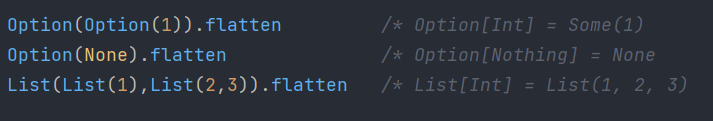 Option(Option(1)).flatten /* Option[Int] = Some(1)
Option(None).flatten /* Option[Nothing] = None
List(List(1),List(2,3)).flatten /* List[Int] = List(1, 2, 3)